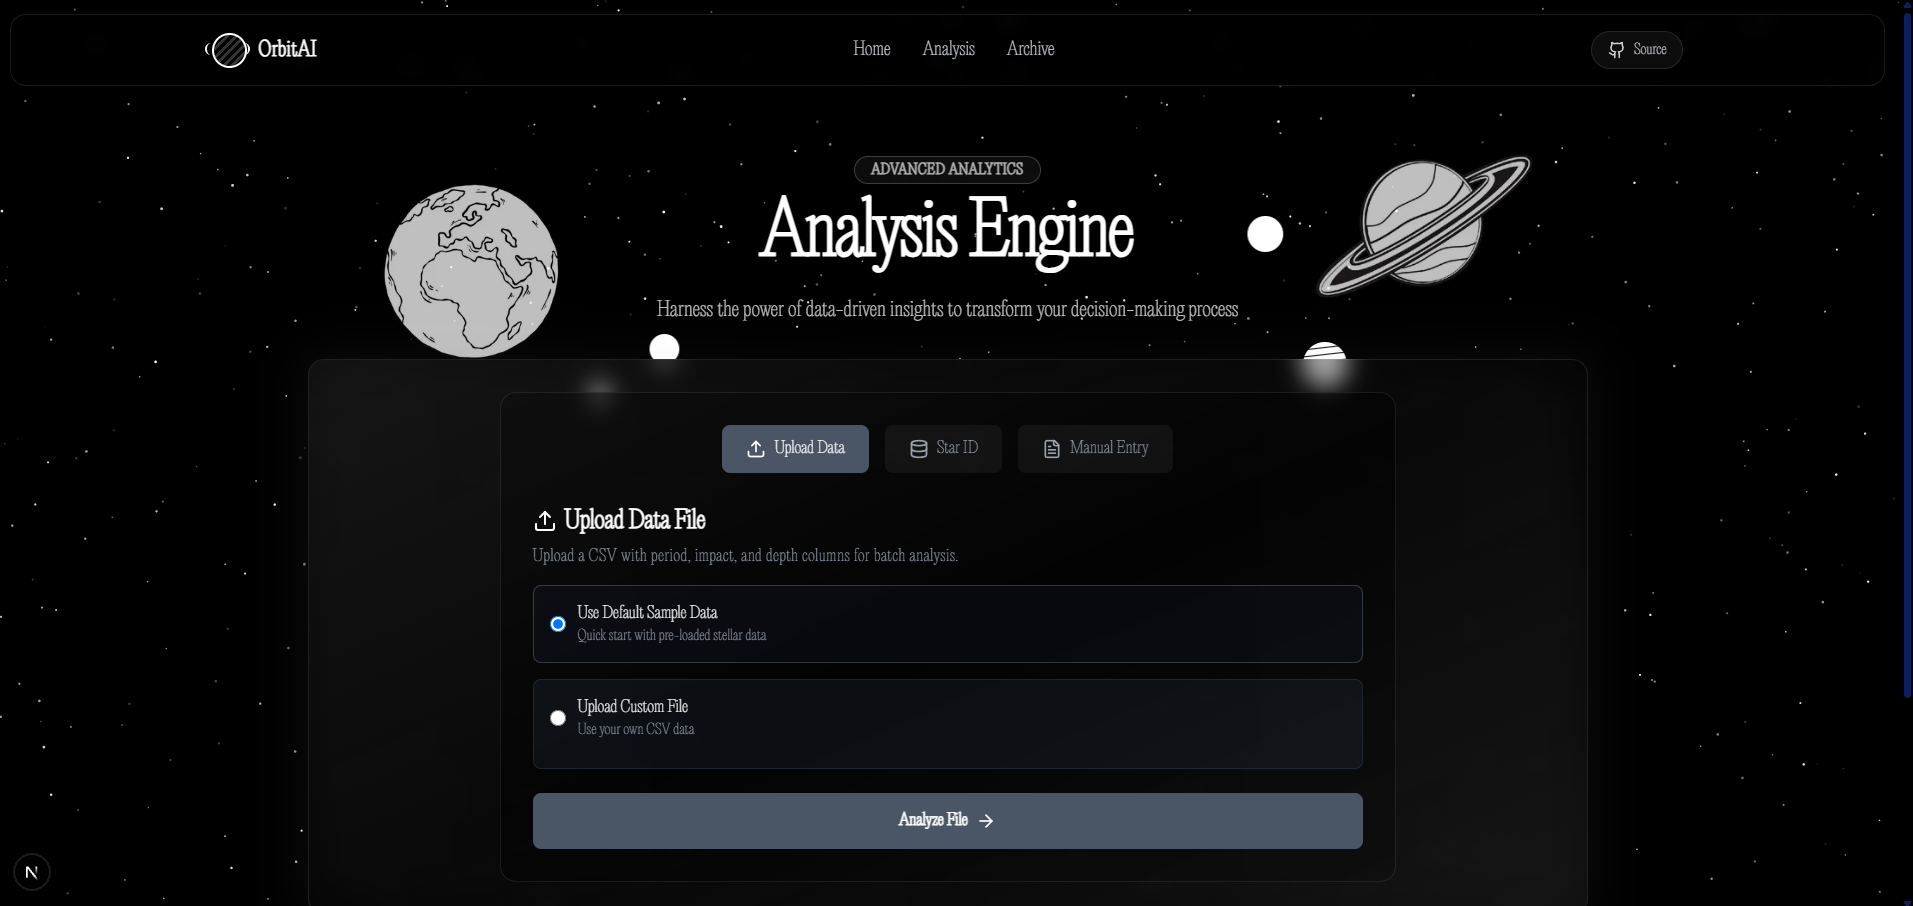 OrbitAI
Home Analysis Archive
Source
ADVANCED ANALYTICS
Analysis Engine
Harness the power of data-driven insights to transform your decision-making process
Upload Data Star ID Manual Entry
Upload Data File
Upload a CSV with period, impact, and depth columns for batch analysis.
Use Default Sample Data
Quick start with pre-loaded stellar data
Upload Custom File
Use your own CSV data
Analyze File
N